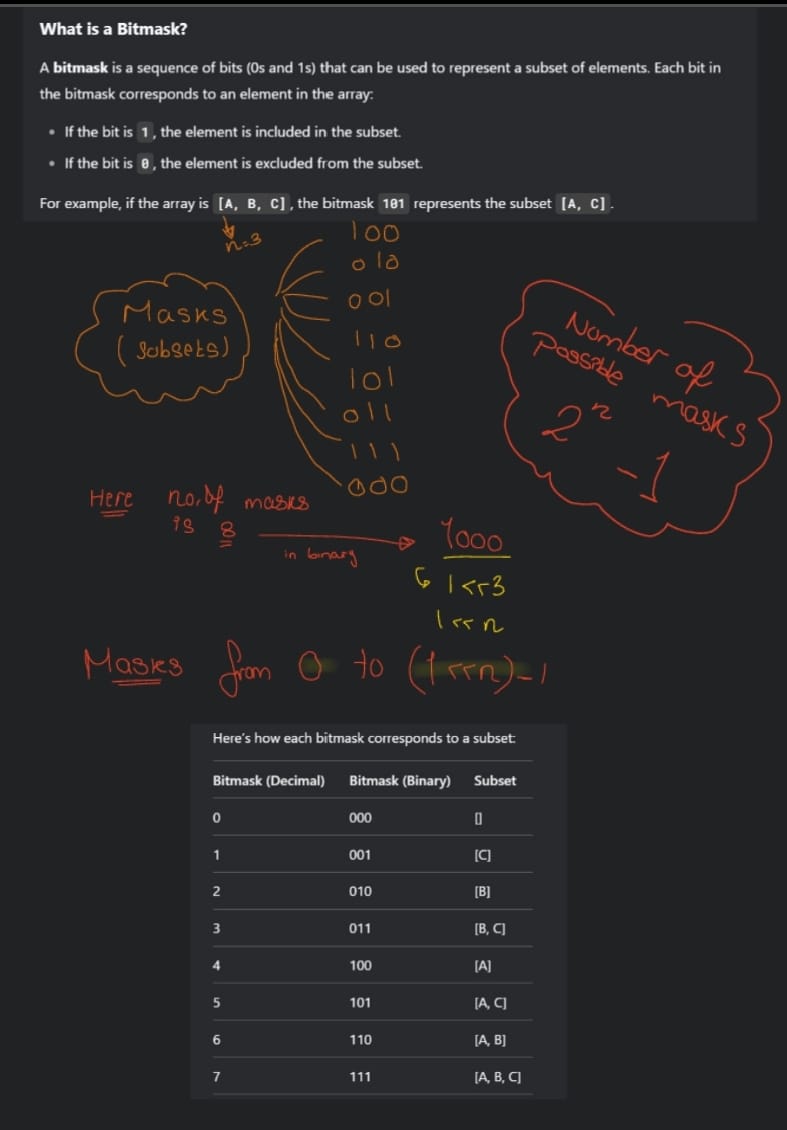 What is a Bitmask?
A bitmask is a sequence of bits (0s and 1s) that can be used to represent a subset of elements. Each bit in
the bitmask corresponds to an element in the array:
• If the bit is 1, the element is included in the subset.
• If the bit is 0, the element is excluded from the subset.
For example, if the array is [A, B, C], the bitmask 101 represents the subset [A, C].
n=3
Masks
(Subsets)
100
010
001
110
101
011
111
000
Number of
Possible masks
2^n
-1
Here no. of masks
is 8
in binary
1000
1<<3
1<<n
Masks from 0 to (1<<n)-1
Here's how each bitmask corresponds to a subset:
Bitmask (Decimal) Bitmask (Binary) Subset
0 000 []
1 001 [C]
2 010 [B]
3 011 [B, C]
4 100 [A]
5 101 [A, C]
6 110 [A, B]
7 111 [A, B, C]